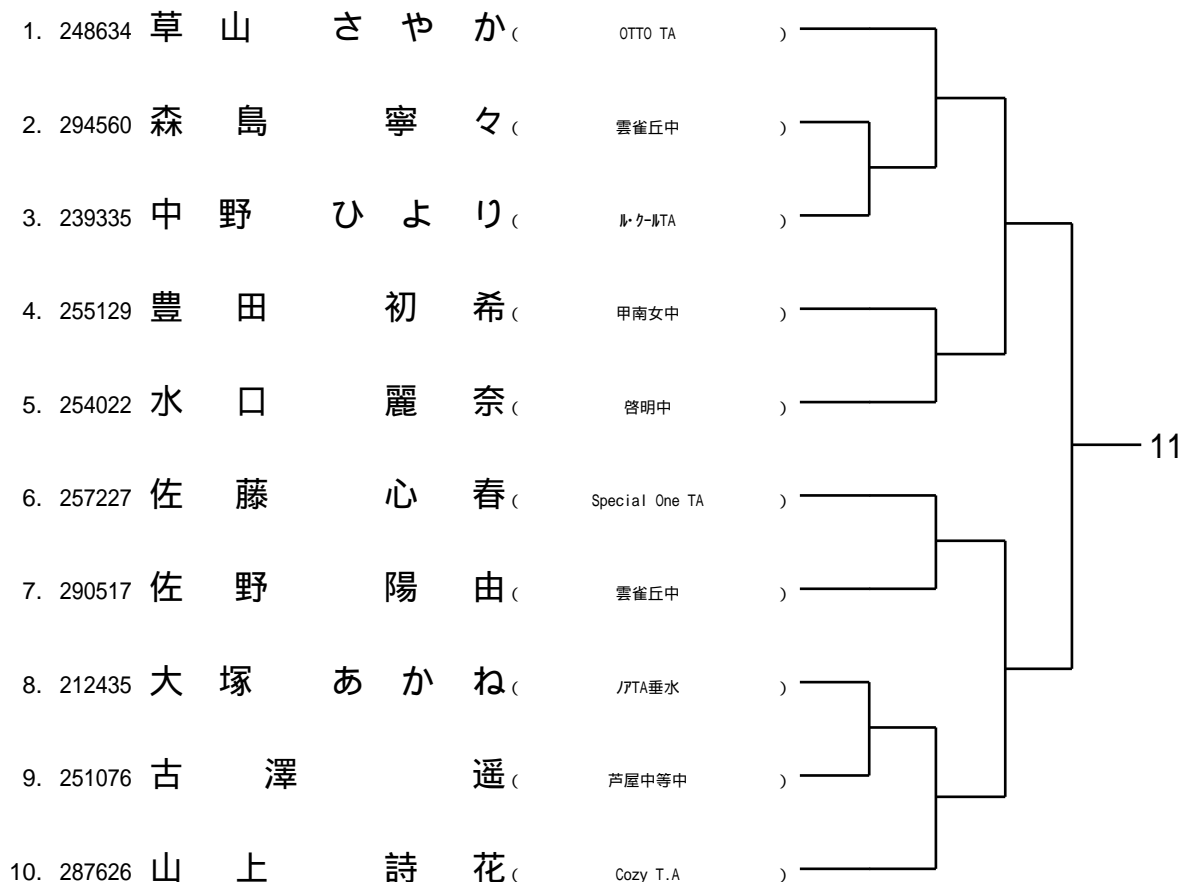 1. 248634 草山 さやか ( OTTO TA )
2. 294560 森島 寧々 ( 雲雀丘中 )
3. 239335 中野 ひより ( ﾙ･ｸｰﾙTA )
4. 255129 豊田 初希 ( 甲南女中 )
5. 254022 水口 麗奈 ( 啓明中 )
11
6. 257227 佐藤 心春 ( Special One TA )
7. 290517 佐野 陽由 ( 雲雀丘中 )
8. 212435 大塚 あかね ( ﾉｱTA垂水 )
9. 251076 古澤 遥 ( 芦屋中等中 )
10. 287626 山上 詩花 ( Cozy T.A )